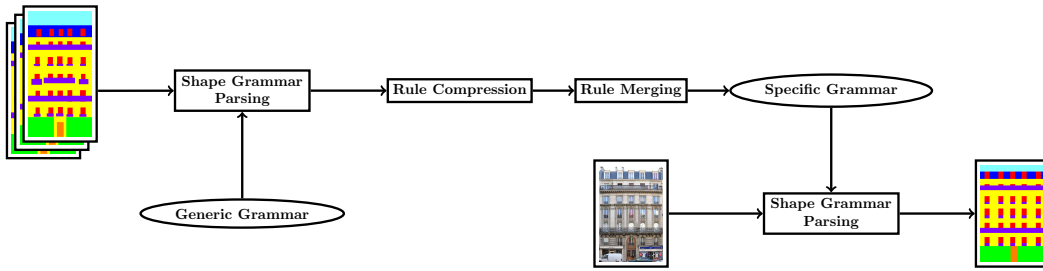 Shape Grammar
Parsing
Rule Compression
Rule Merging
Specific Grammar
Generic Grammar
Shape Grammar
Parsing